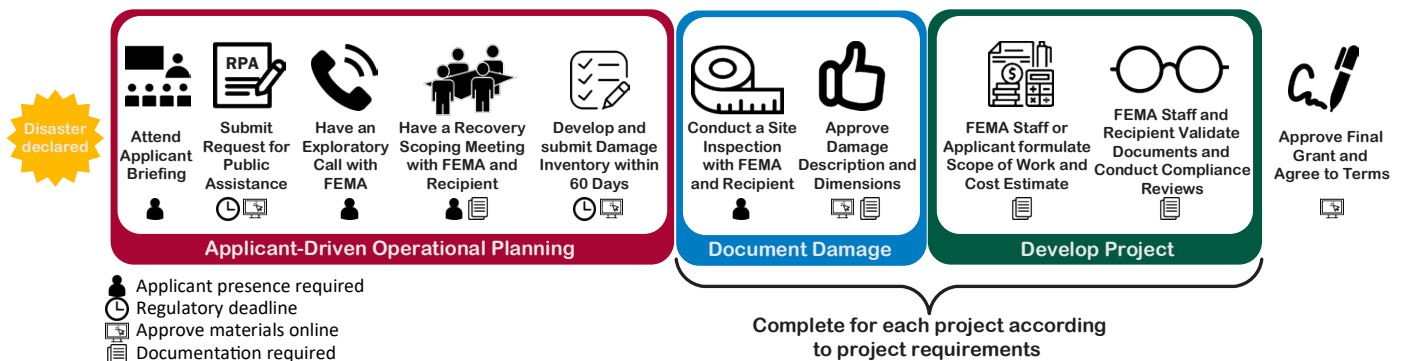 Disaster
declared
Attend
Applicant
Briefing
RPA
Submit
Request for
Public
Assistance
Have an
Exploratory
Call with
FEMA
Have a Recovery
Scoping Meeting
with FEMA and
Recipient
Develop and
submit Damage
Inventory within
60 Days
Applicant-Driven Operational Planning
Conduct a Site
Inspection
with FEMA
and Recipient
Approve
Damage
Description and
Dimensions
Document Damage
FEMA Staff or
Applicant formulate
Scope of Work and
Cost Estimate
FEMA Staff and
Recipient Validate
Documents and
Conduct Compliance
Reviews
Develop Project
Approve Final
Grant and
Agree to Terms
Applicant presence required
Regulatory deadline
Approve materials online
Documentation required
Complete for each project according
to project requirements